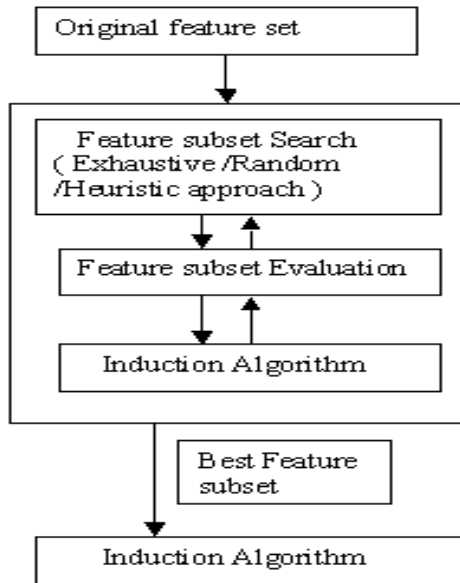 Original feature set
Feature subset Search
( Exhaustive /Random
/Heuristic approach )
Feature subset Evaluation
Induction Algorithm
Best Feature
subset
Induction Algorithm